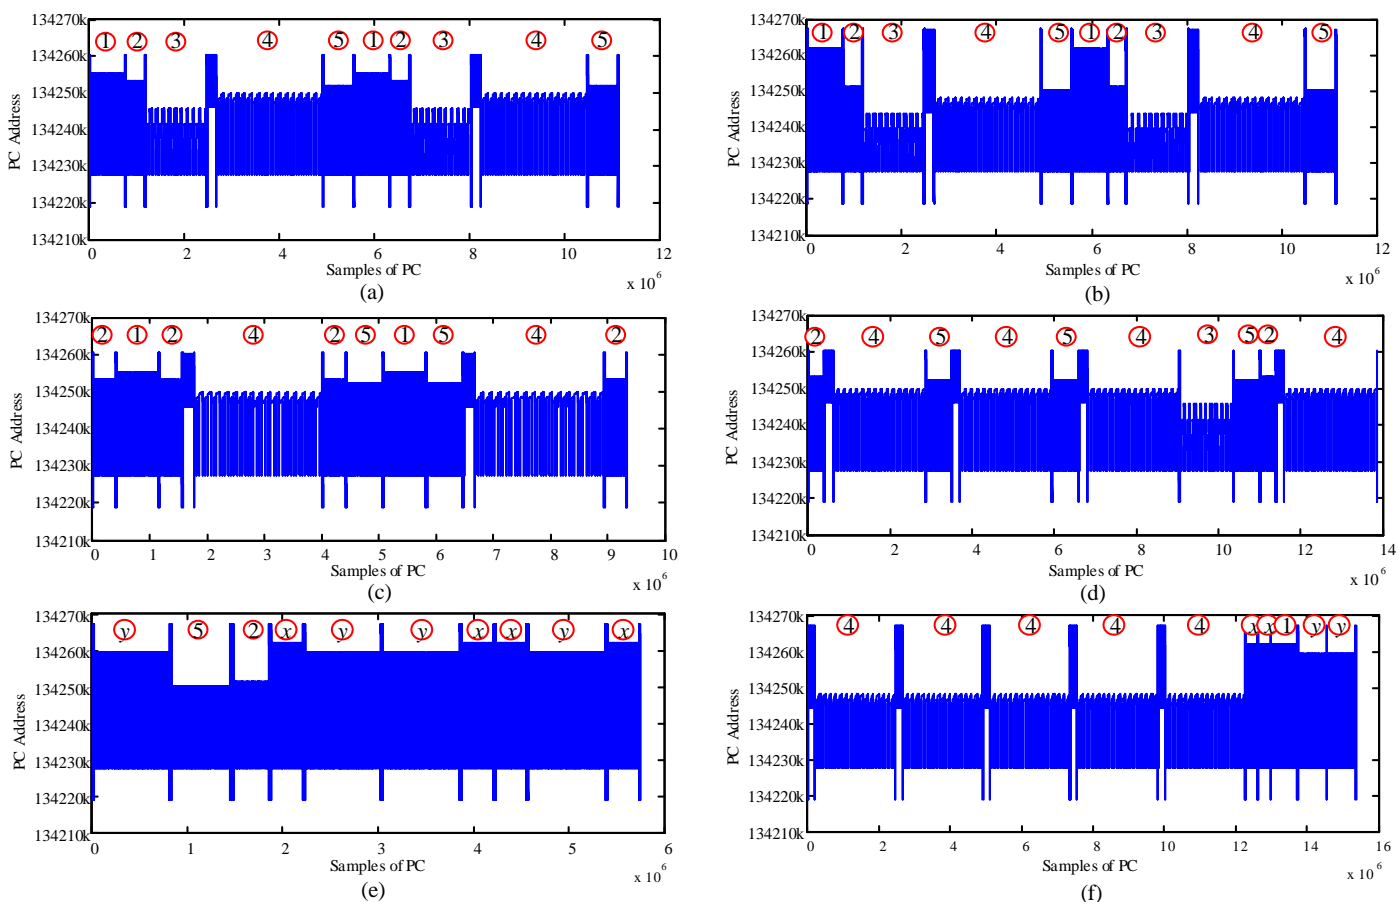 ① ② ③ ④ ⑤ ① ② ③ ④ ⑤
134270k
134260k
134250k
134240k
134230k
134220k
134210k
PC Address
0 2 4 6 8 10 12
Samples of PC
x 10 6
(a)
① ② ③ ④ ⑤ ① ② ③ ④ ⑤
134270k
134260k
134250k
134240k
134230k
134220k
134210k
PC Address
0 2 4 6 8 10 12
Samples of PC
x 10 6
(b)
② ① ② ④ ② ⑤ ① ⑤ ④ ②
134270k
134260k
134250k
134240k
134230k
134220k
134210k
PC Address
0 1 2 3 4 5 6 7 8 9 10
Samples of PC
x 10 6
(c)
② ④ ⑤ ④ ⑤ ④ ③ ⑤ ② ④
134270k
134260k
134250k
134240k
134230k
134220k
134210k
PC Address
0 2 4 6 8 10 12 14
Samples of PC
x 10 6
(d)
y 5 2 x y y x x y x
134270k
134260k
134250k
134240k
134230k
134220k
134210k
PC Address
0 1 2 3 4 5 6
Samples of PC
x 10 6
(e)
4 4 4 4 4 x x 1 y y
134270k
134260k
134250k
134240k
134230k
134220k
134210k
PC Address
0 2 4 6 8 10 12 14 16
Samples of PC
x 10 6
(f)